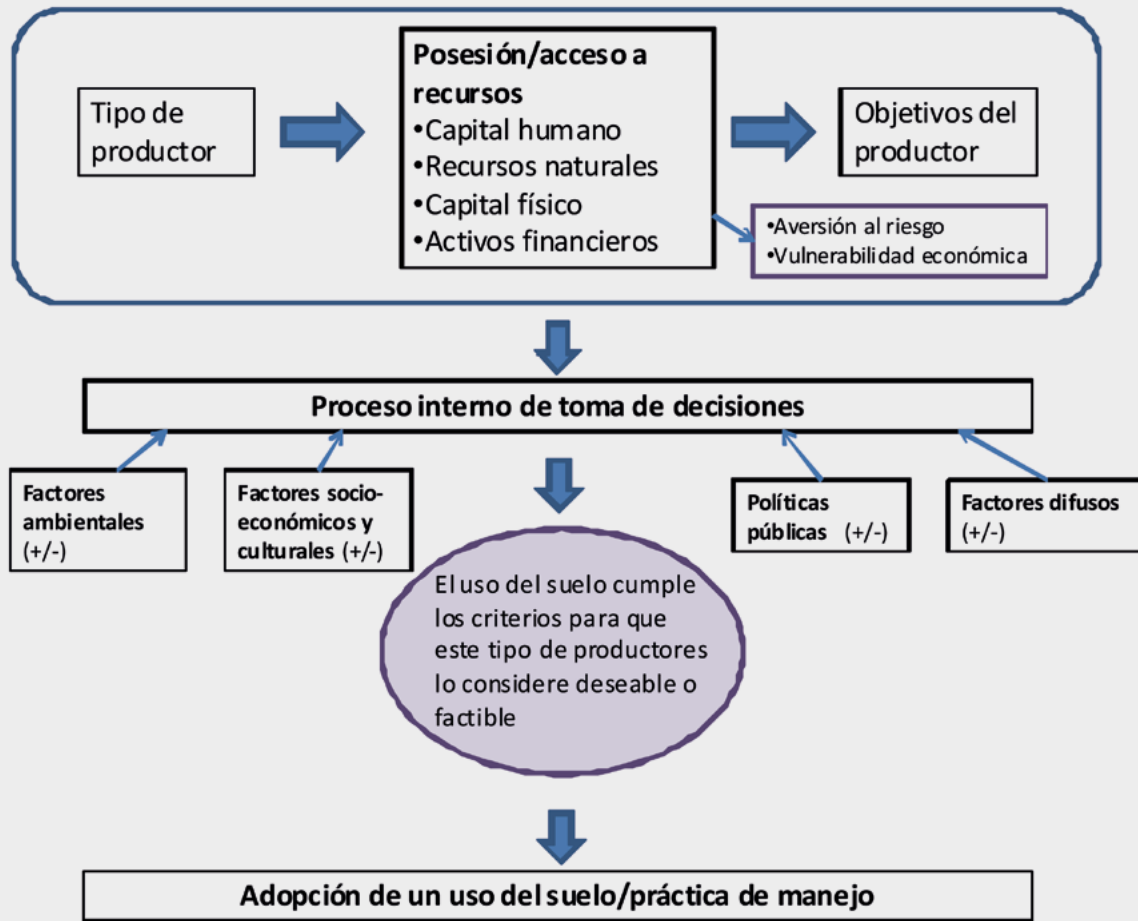 Tipo de
productor
Posesión/acceso a
recursos
•Capital humano
•Recursos naturales
•Capital físico
•Activos financieros
Objetivos del
productor
•Aversión al riesgo
•Vulnerabilidad económica
Proceso interno de toma de decisiones
Factores
ambientales
(+/-)
Factores socio-
económicos y
culturales (+/-)
Políticas
públicas (+/-)
Factores difusos
(+/-)
El uso del suelo cumple
los criterios para que
este tipo de productores
lo considere deseable o
factible
Adopción de un uso del suelo/práctica de manejo